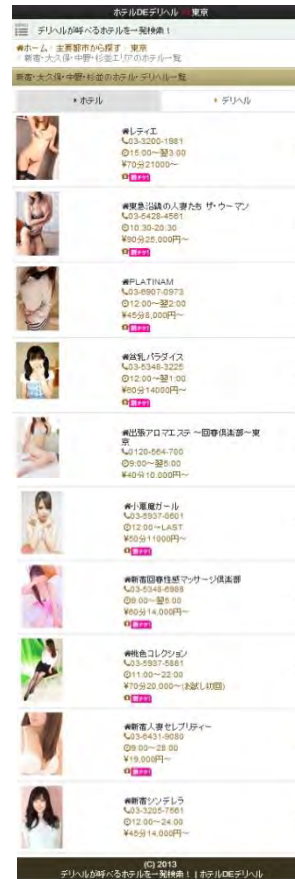 ホテルDEデリヘル 東京
デリヘルが呼べるホテルを一発検索！
ホーム 主要都市から探す 東京
新宿・大久保・中野・杉並エリアのホテル一覧
新宿・大久保・中野・杉並のホテル・デリヘル一覧
ホテル デリヘル
レティエ
03-3200-1981
15:00～翌3:00
¥70分21000～
東急沿線の人妻たち ザ・ウーマン
03-5428-4561
10:30-20:30
¥90分25,000円～
PLATINAM
03-6907-0973
12:00～翌2:00
¥45分8,000円～
パラダイス
03-5348-3225
12:00～翌1:00
¥60分14000円～
出張アロマエステ ～回春倶楽部～東
京
0120-564-700
9:00～翌5:00
¥40分10,000円～
小悪魔ガール
03-5937-0601
12:00～LAST
¥50分11000円～
新宿回春性感マッサージ倶楽部
03-5348-6988
9:00～翌5:00
¥60分14,000円～
桃色コレクション
03-5937-5881
11:00～22:00
¥70分20,000～(お試し初回)
新宿人妻セレブリティー
03-6431-9080
9:00～28:00
¥19,000円～
新宿シンデレラ
03-3205-7561
12:00～24:00
¥45分14,000円～
(C) 2013
デリヘルが呼べるホテルを一発検索！ | ホテルDEデリヘル